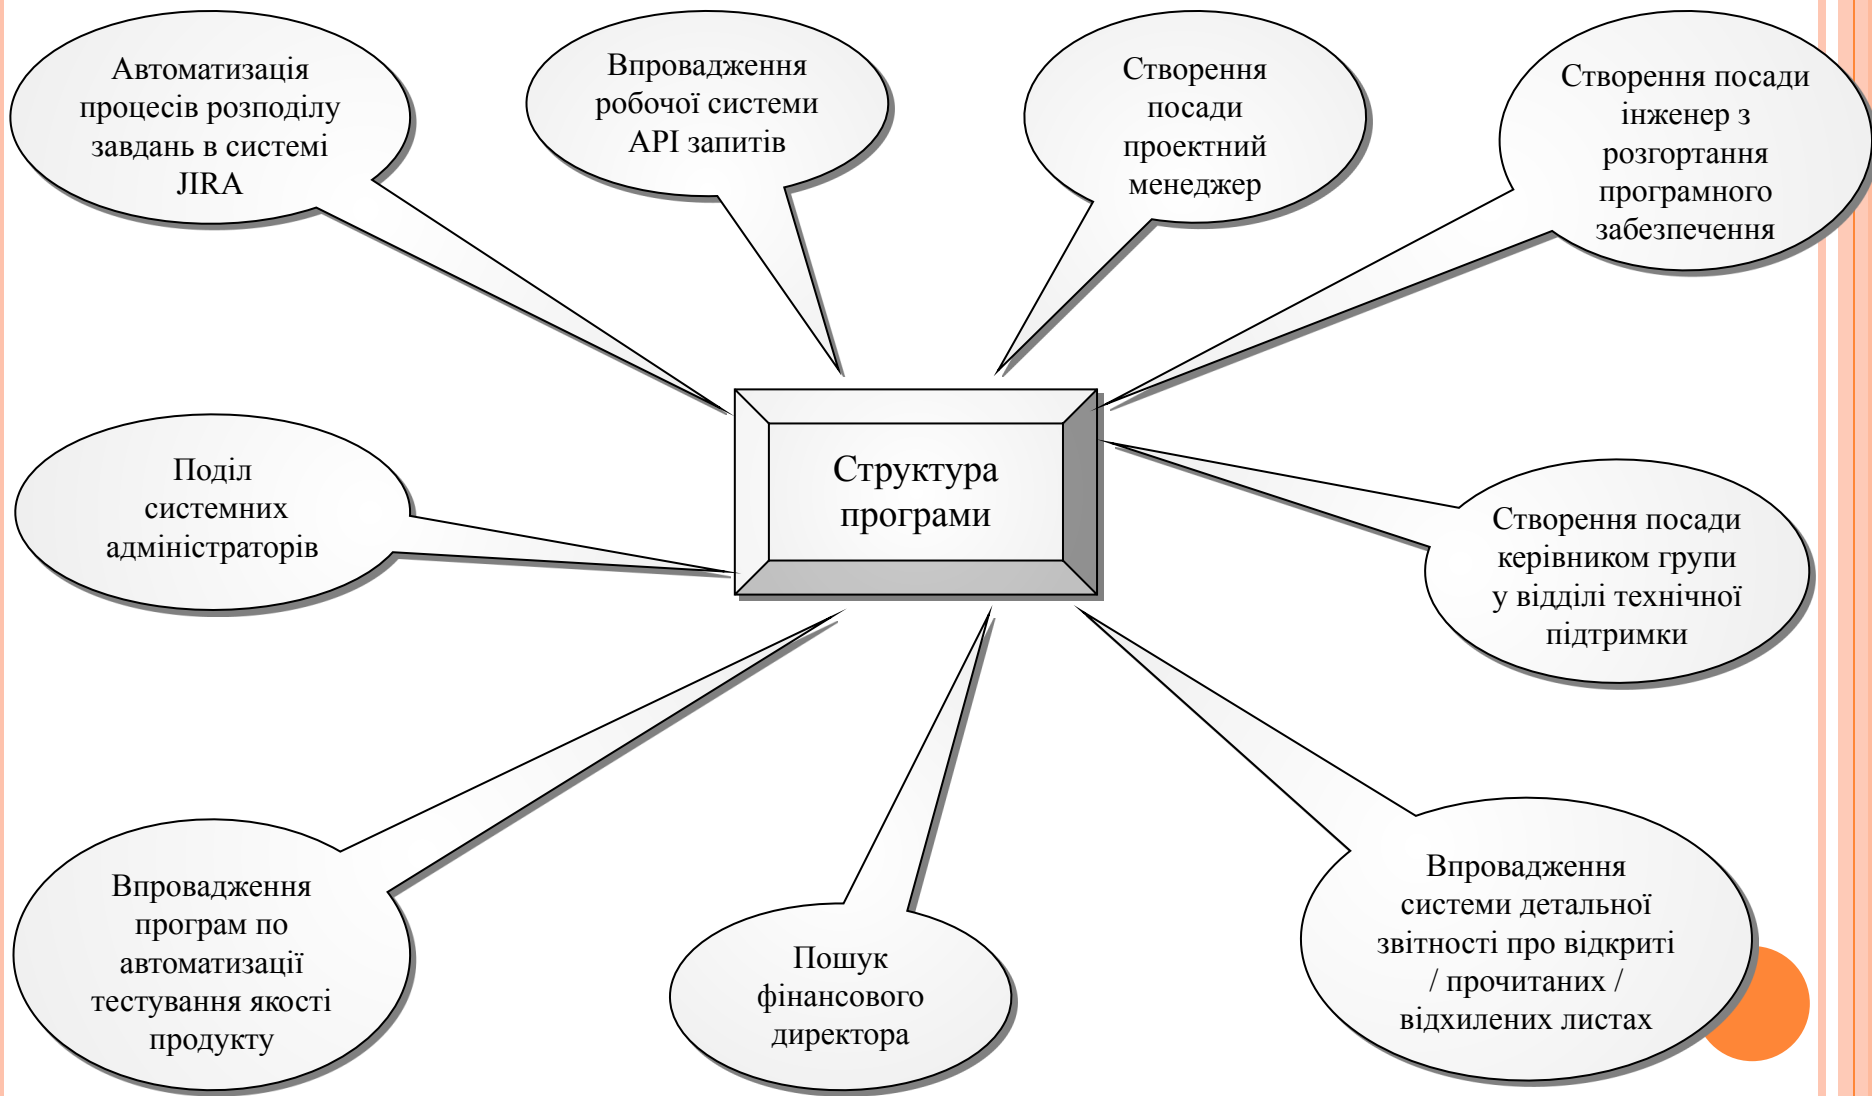 Автоматизація
процесів розподілу
завдань в системі
JIRA
Впровадження
робочої системи
API запитів
Створення
посади
проектний
менеджер
Створення посади
інженер з
розгортання
програмного
забезпечення
Поділ
системних
адміністраторів
Структура
програми
Створення посади
керівником групи
у відділі технічної
підтримки
Впровадження
програм по
автоматизації
тестування якості
продукту
Пошук
фінансового
директора
Впровадження
системи детальної
звітності про відкриті
/ прочитаних /
відхилених листах